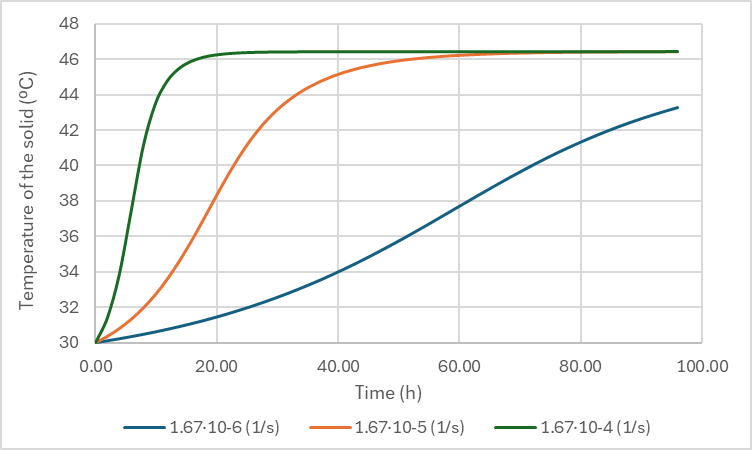 Temperature of the solid (ºC)
48
46
44
42
40
38
36
34
32
30
0.00 20.00 40.00 60.00 80.00 100.00
Time (h)
1.67·10-6 (1/s) 1.67·10-5 (1/s) 1.67·10-4 (1/s)